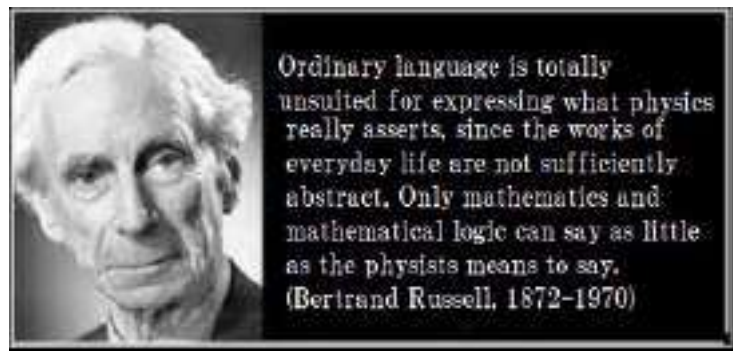 Ordinary language is totally
unsuited for expressing what physics
really asserts, since the works of
everyday life are not sufficiently
abstract. Only mathematics and
mathematical logic can say as little
as the physists means to say.
(Bertrand Russell, 1872-1970)